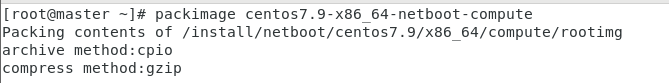 [root@master ~]# packimage centos7.9-x86_64-netboot-compute
Packing contents of /install/netboot/centos7.9/x86_64/compute/rootimg
archive method:cpio
compress method:gzip